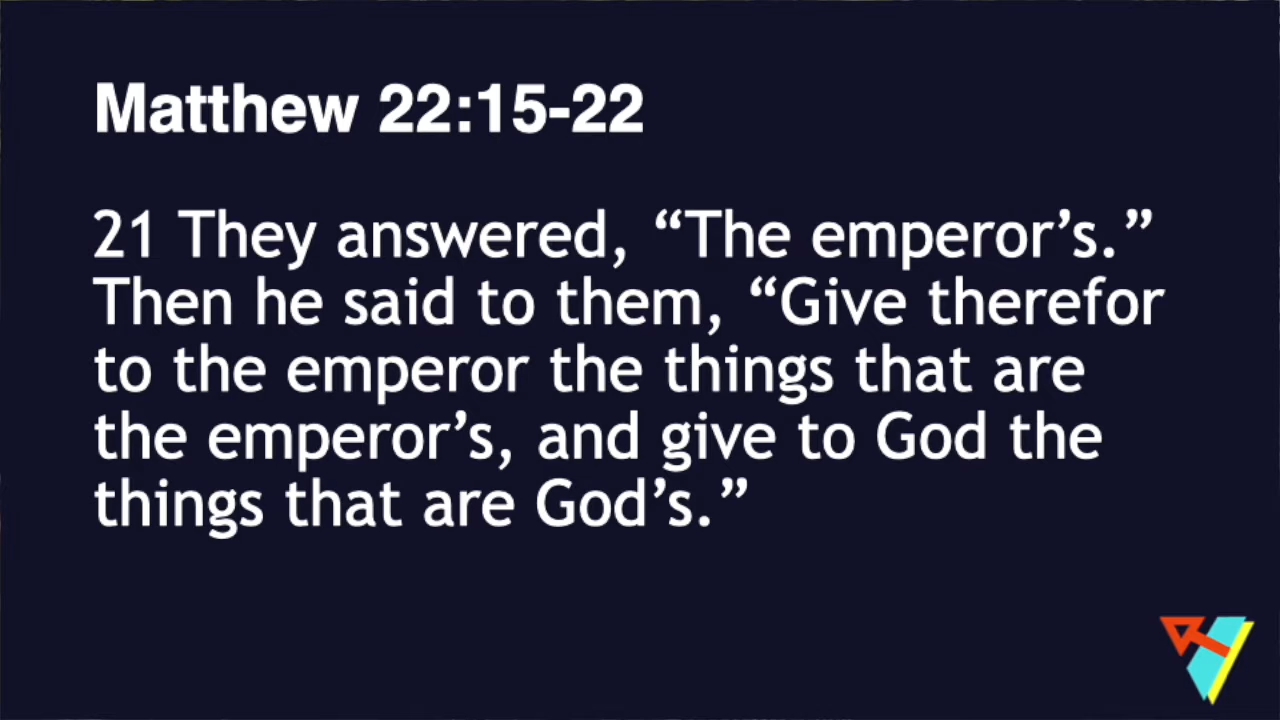 Matthew 22:15-22
21 They answered, “The emperor’s.”
Then he said to them, “Give therefor
to the emperor the things that are
the emperor’s, and give to God the
things that are God’s.”